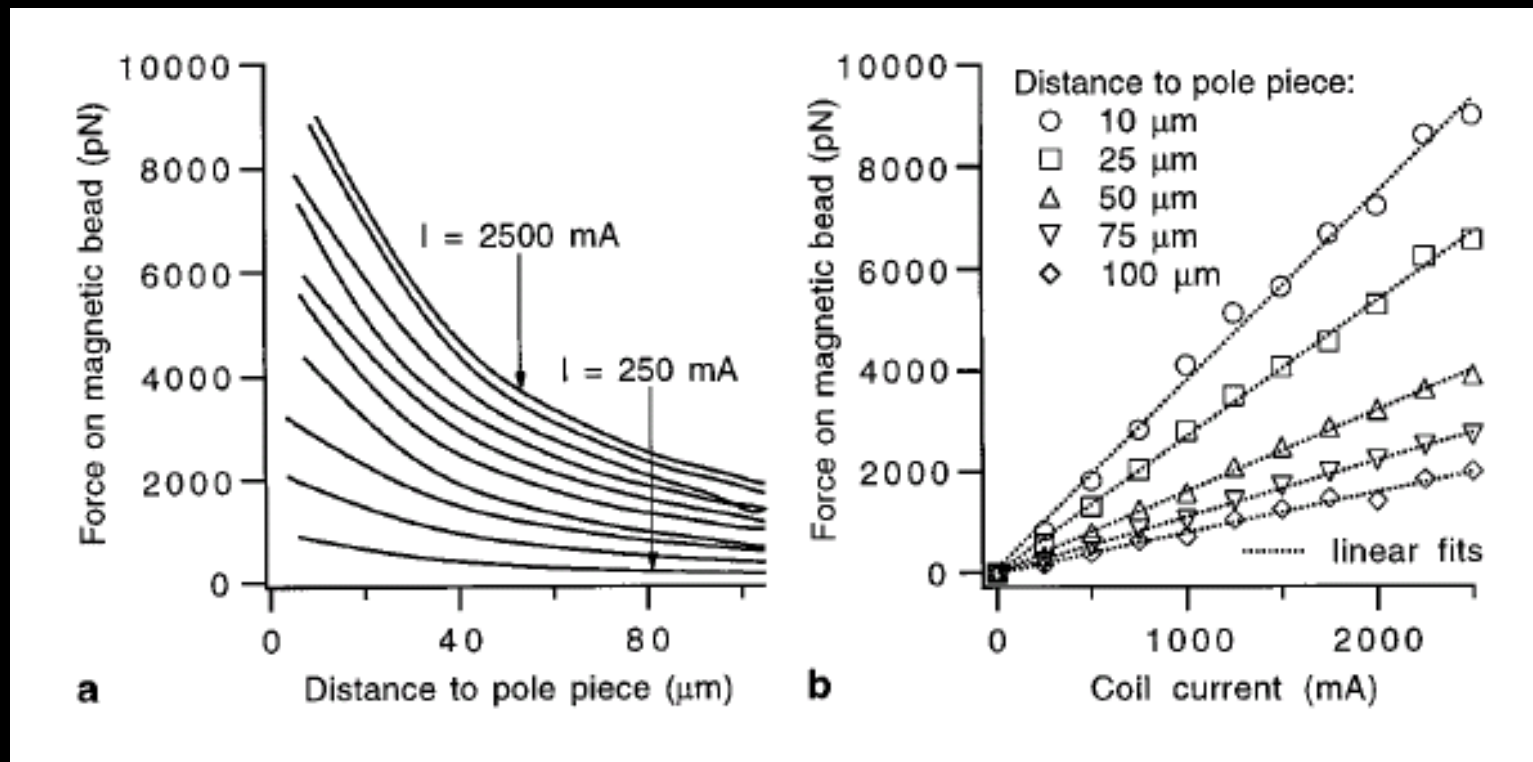 10000
8000
6000
4000
2000
0
Force on magnetic bead (pN)
I = 2500 mA
I = 250 mA
0 40 80
Distance to pole piece (μm)
a
10000
8000
6000
4000
2000
0
Force on magnetic bead (pN)
Distance to pole piece:
10 μm
25 μm
50 μm
75 μm
100 μm
linear fits
0 1000 2000
Coil current (mA)
b